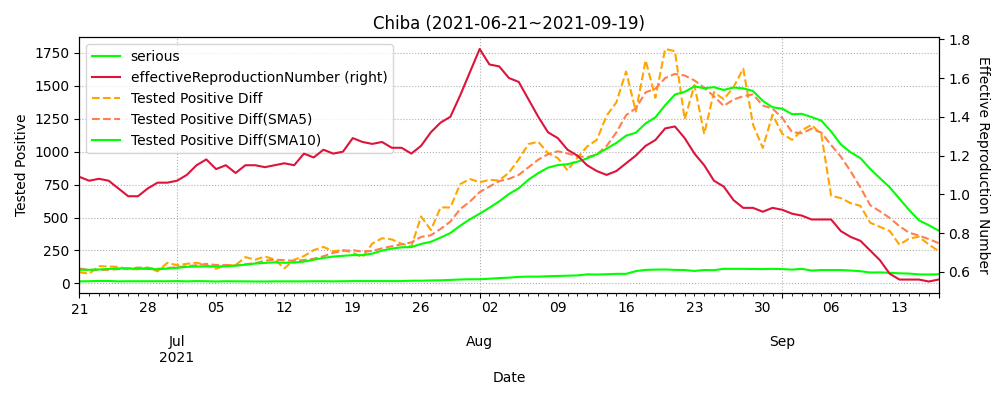 Chiba (2021-06-21~2021-09-19)
serious
effectiveReproductionNumber (right)
Tested Positive Diff
Tested Positive Diff(SMA5)
Tested Positive Diff(SMA10)
Tested Positive
1750
1500
1250
1000
750
500
250
0
1.8
1.6
1.4
1.2
1.0
0.8
0.6
Effective Reproduction Number
21 28 05 12 19 26 02 09 16 23 30 06 13
Jul Aug Sep
2021
Date